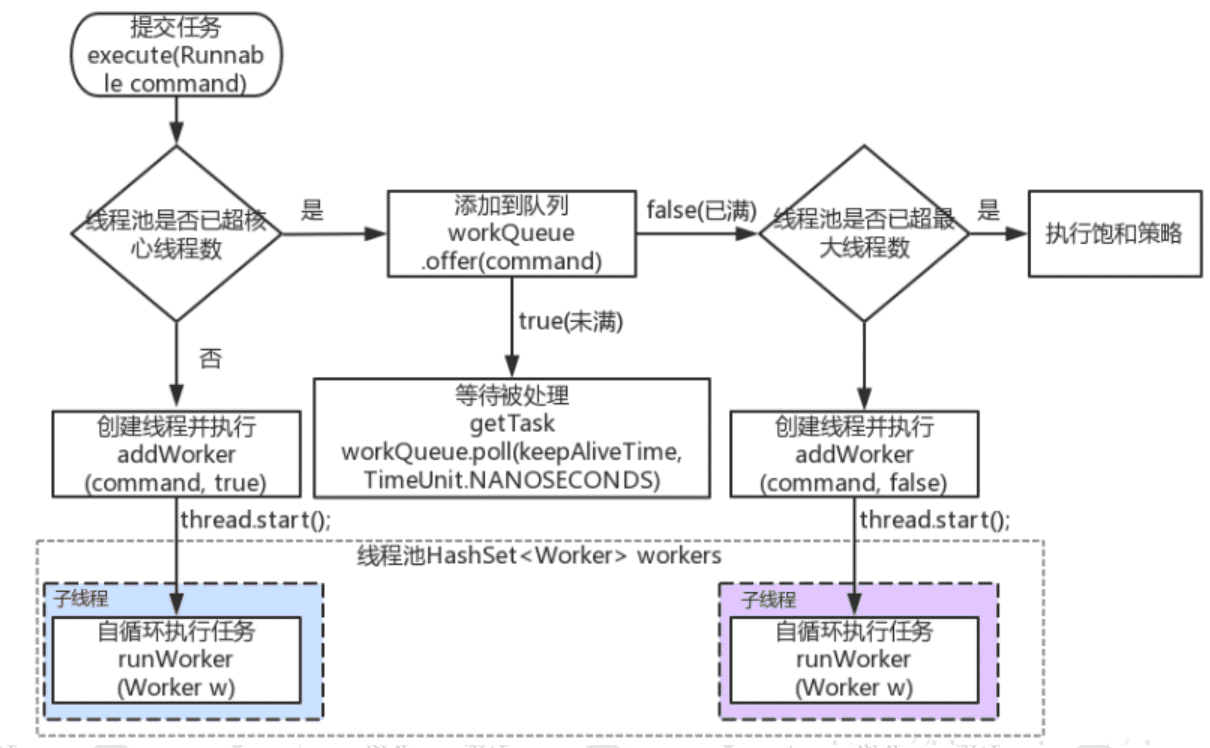 提交任务
execute(Runnab
le command)
线程池是否已超核
心线程数
是
添加到队列
workQueue
.offer(command)
false(已满)
线程池是否已超最
大线程数
是
执行饱和策略
true(未满)
否
等待被处理
getTask
workQueue.poll(keepAliveTime,
TimeUnit.NANOSECONDS)
创建线程并执行
addWorker
(command, true)
创建线程并执行
addWorker
(command, false)
thread.start();
thread.start();
线程池HashSet<Worker> workers
子线程
自循环执行任务
runWorker
(Worker w)
子线程
自循环执行任务
runWorker
(Worker w)